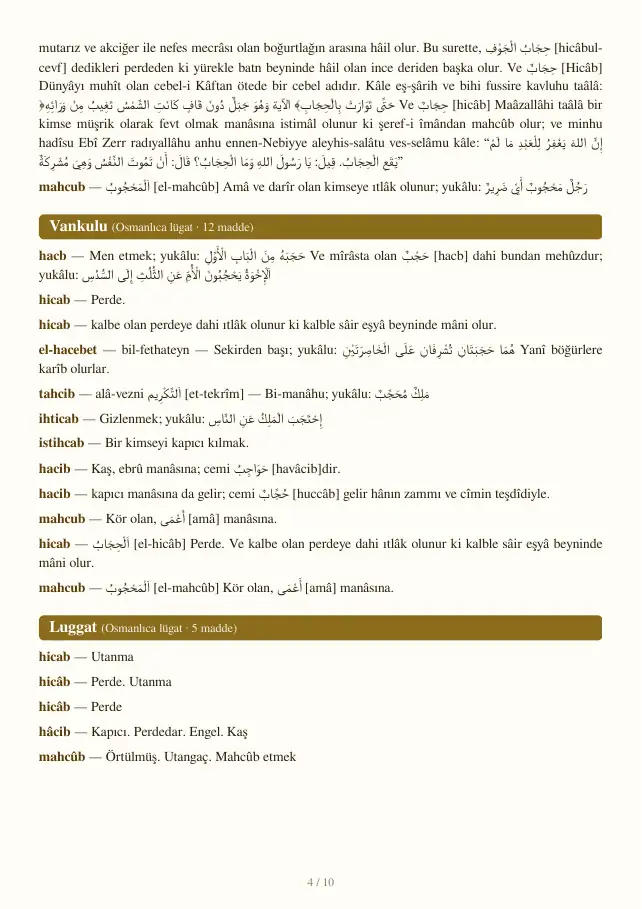 mutarız ve akciğer ile nefes mecrâsı olan boğurtlağın arasına hâil olur. Bu surette, حِجَابُ الْجَوْفِ [hicâbul-
cevf] dedikleri perdeden ki yürekle batn beyninde hâil olan ince deriden başka olur. Ve حِجَابٌ [Hicâb]
Dünyâyı muhît olan cebel-i Kâftan ötede bir cebel adıdır. Kâle eş-şârih ve bihi fussire kavluhu taâlâ:
﴿حَتَّى تَوَارَتْ بِالْحِجَابِ﴾ الآية وَهُوَ جَبَلٌ دُونَ قَافٍ كَانَتِ الشَّمْسُ تَغِيبُ مِنْ وَرَائِهِ Ve حِجَابٌ [hicâb] Maâzallâhi taâlâ bir
kimse müşrik olarak fevt olmak manâsına istimâl olunur ki şeref-i îmândan mahcûb olur; ve minhu
hadîsu Ebî Zerr radıyallâhu anhu ennen-Nebiyye aleyhis-salâtu ves-selâmu kâle: “إِنَّ اللهَ يَغْفِرُ لِلْعَبْدِ مَا لَمْ
يَقَعِ الْحِجَابُ. قِيلَ: يَا رَسُولَ اللهِ وَمَا الْحِجَابُ؟ قَالَ: أَنْ تَمُوتَ النَّفْسُ وَهِيَ مُشْرِكَةٌ”
mahcub — اَلْمَحْجُوبُ [el-mahcûb] Amâ ve darîr olan kimseye ıtlâk olunur; yukâlu: رَجُلٌ مَحْجُوبٌ أَيْ ضَرِيرٌ
Vankulu (Osmanlıca lügat · 12 madde)
hacb — Men etmek; yukâlu: حَجَبَهُ مِنَ الْبَابِ الْأَوَّلِ Ve mîrâsta olan حَجْبٌ [hacb] dahi bundan mehûzdur;
yukâlu: اَلْإِخْوَةُ يَحْجُبُونَ الْأُمَّ عَنِ الثُّلُثِ إِلَى السُّدُسِ
hicab — Perde.
hicab — kalbe olan perdeye dahi ıtlâk olunur ki kalble sâir eşyâ beyninde mâni olur.
el-hacebet — bil-fethateyn — Sekirden başı; yukâlu: هُمَا حَجَبَتَانِ تُشْرِفَانِ عَلَى الْخَاصِرَتَيْنِ Yanî böğürlere
karîb olurlar.
tahcib — alâ-vezni اَلتَّكْرِيم [et-tekrîm] — Bi-manâhu; yukâlu: مَلِكٌ مُحَجَّبٌ
ihticab — Gizlenmek; yukâlu: اِحْتَجَبَ الْمَلِكُ عَنِ النَّاسِ
istihcab — Bir kimseyi kapıcı kılmak.
hacib — Kaş, ebrû manâsına; cemi حَوَاجِبُ [havâcib]dir.
hacib — kapıcı manâsına da gelir; cemi حُجَّابٌ [huccâb] gelir hânın zammı ve cîmin teşdîdiyle.
mahcub — Kör olan, أَعْمَى [amâ] manâsına.
hicab — اَلْحِجَابُ [el-hicâb] Perde. Ve kalbe olan perdeye dahi ıtlâk olunur ki kalble sâir eşyâ beyninde
mâni olur.
mahcub — اَلْمَحْجُوبُ [el-mahcûb] Kör olan, أَعْمَى [amâ] manâsına.
Luggat (Osmanlıca lügat · 5 madde)
hicab — Utanma
hicâb — Perde. Utanma
hicâb — Perde
hâcib — Kapıcı. Perdedar. Engel. Kaş
mahcûb — Örtülmüş. Utangaç. Mahcûb etmek
4 / 10